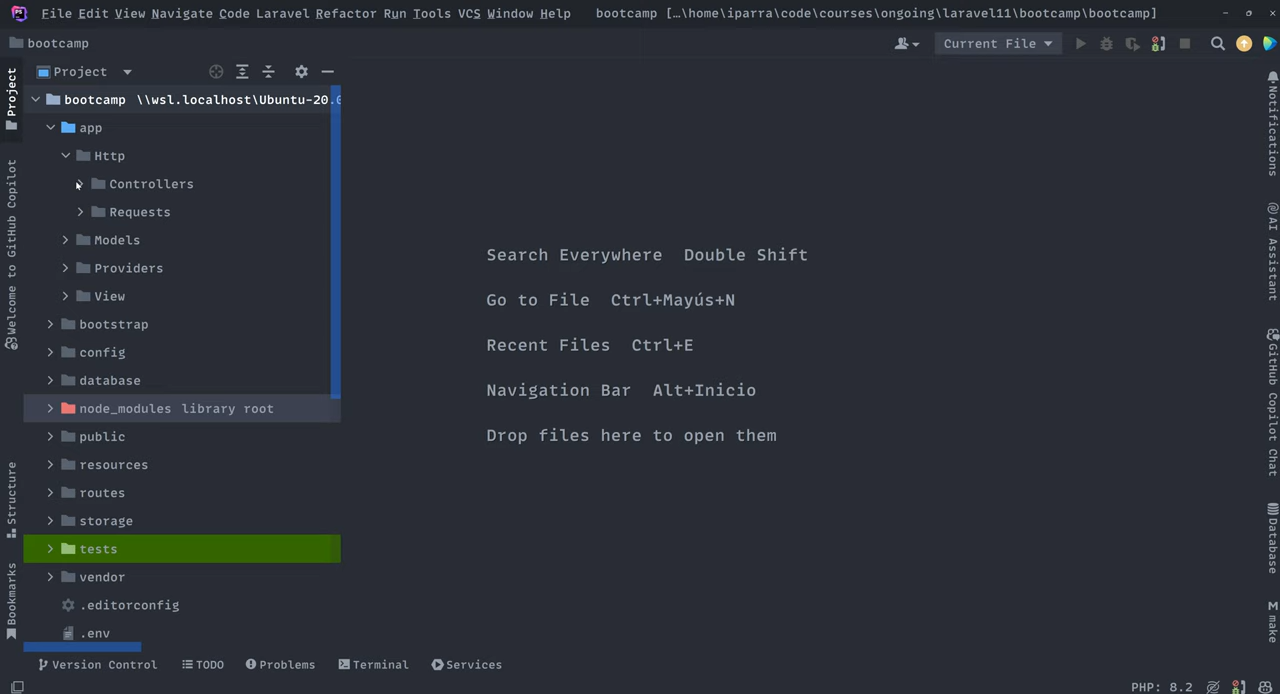 File Edit View Navigate Code Laravel Refactor Run Tools VCS Window Help bootcamp […\home\iparra\code\courses\ongoing\laravel11\bootcamp\bootcamp]
bootcamp
Current File
Project
bootcamp \\wsl.localhost\Ubuntu-20.0
app
Http
Controllers
Requests
Models
Providers
View
bootstrap
config
database
node_modules library root
public
resources
routes
storage
tests
vendor
.editorconfig
.env
Search Everywhere Double Shift
Go to File Ctrl+Mayús+N
Recent Files Ctrl+E
Navigation Bar Alt+Inicio
Drop files here to open them
Project
Welcome to GitHub Copilot
Structure
Bookmarks
Notifications
AI Assistant
GitHub Copilot Chat
Database
M make
Version Control TODO Problems Terminal Services
PHP: 8.2